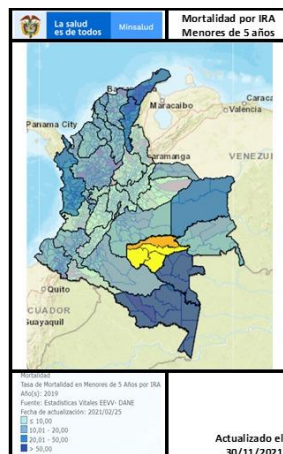 La salud
es de todos
Minsalud
Mortalidad por IRA
Menores de 5 años
Maracaibo
Valencia
Panama City
aramanga
VENEZU
Quito
CUADOR
Guayaquil
Mortalidad
Tasa de Mortalidad en Menores de 5 Años por IRA
Año(s): 2019
Fuente: Estadísticas Vitales EEVV- DANE
Fecha de actualización: 2021/02/25
≤ 10,00
10,01 - 20,00
20,01 - 50,00
> 50,00
Actualizado el
30/11/2021